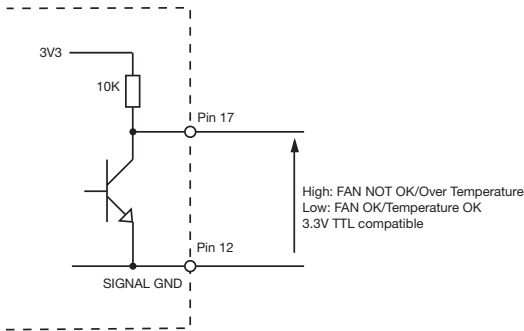 3V3
10K
Pin 17
High: FAN NOT OK/Over Temperature
Low: FAN OK/Temperature OK
3.3V TTL compatible
Pin 12
SIGNAL GND